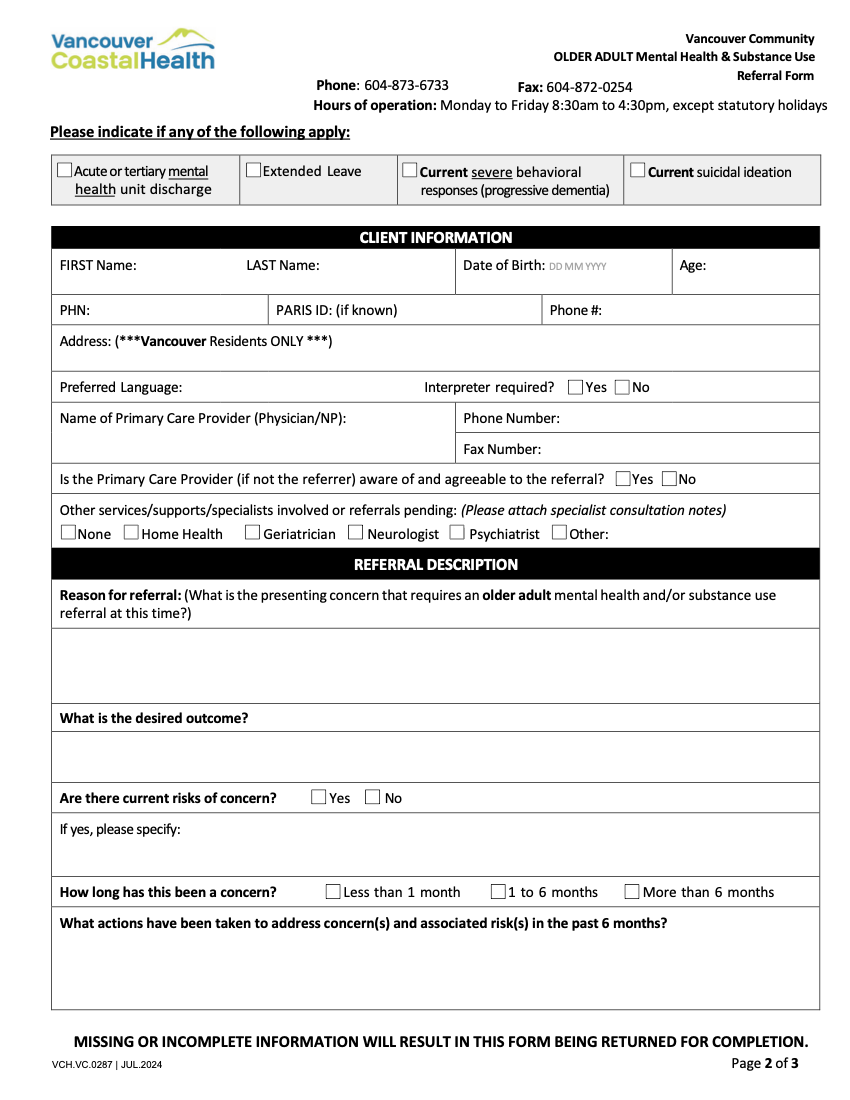 Vancouver
CoastalHealth
Vancouver Community
OLDER ADULT Mental Health & Substance Use
Referral Form
Phone: 604-873-6733 Fax: 604-872-0254
Hours of operation: Monday to Friday 8:30am to 4:30pm, except statutory holidays
Please indicate if any of the following apply:
Acute or tertiary mental
health unit discharge
Extended Leave
Current severe behavioral
responses (progressive dementia)
Current suicidal ideation
CLIENT INFORMATION
FIRST Name: LAST Name: Date of Birth: DD MM YYYY Age:
PHN: PARIS ID: (if known) Phone #:
Address: (***Vancouver Residents ONLY ***)
Preferred Language: Interpreter required? Yes No
Name of Primary Care Provider (Physician/NP): Phone Number:
Fax Number:
Is the Primary Care Provider (if not the referrer) aware of and agreeable to the referral? Yes No
Other services/supports/specialists involved or referrals pending: (Please attach specialist consultation notes)
None Home Health Geriatrician Neurologist Psychiatrist Other:
REFERRAL DESCRIPTION
Reason for referral: (What is the presenting concern that requires an older adult mental health and/or substance use
referral at this time?)
What is the desired outcome?
Are there current risks of concern? Yes No
If yes, please specify:
How long has this been a concern? Less than 1 month 1 to 6 months More than 6 months
What actions have been taken to address concern(s) and associated risk(s) in the past 6 months?
MISSING OR INCOMPLETE INFORMATION WILL RESULT IN THIS FORM BEING RETURNED FOR COMPLETION.
VCH.VC.0287 | JUL.2024 Page 2 of 3